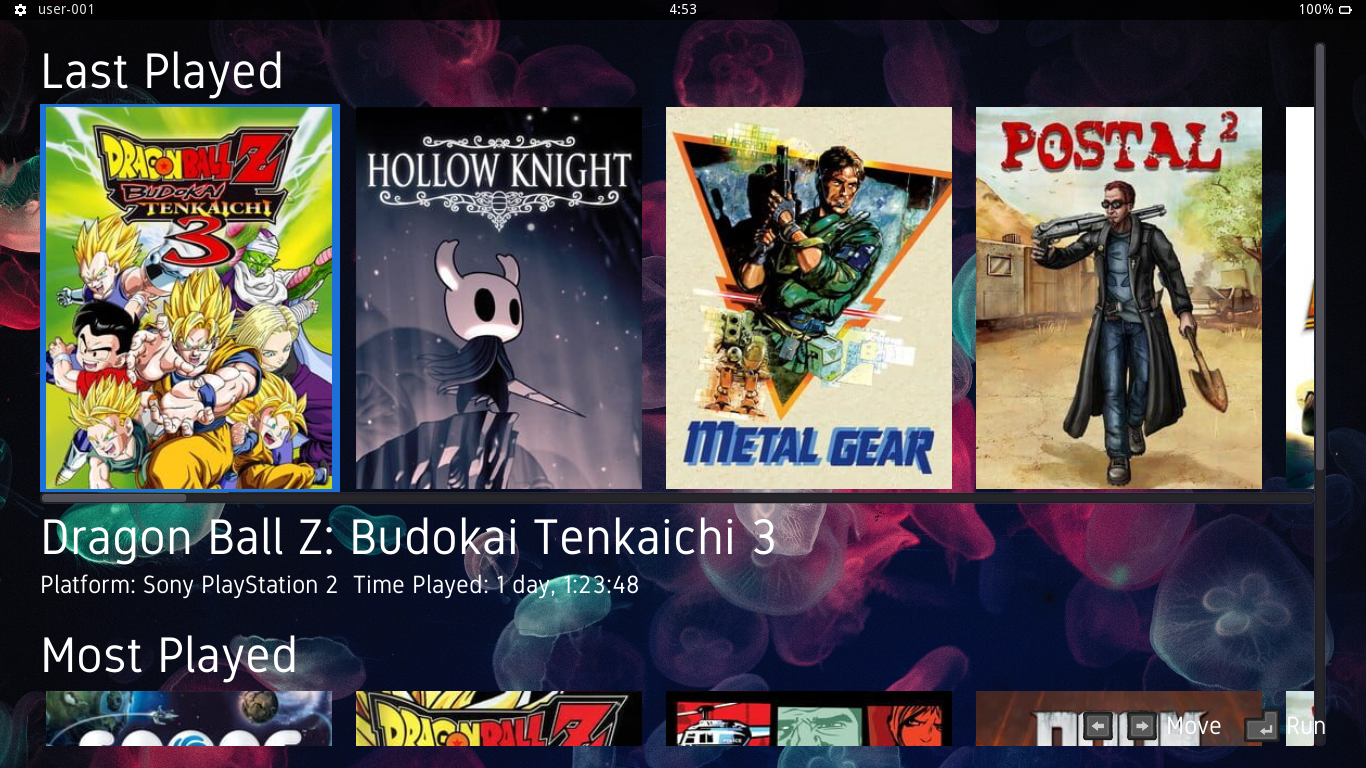 user-001
4:53
100%
Last Played
DRAGON BALL Z
BUDOKAI
TENKAICHI
3
HOLLOW KNIGHT
METAL GEAR
POSTAL²
Dragon Ball Z: Budokai Tenkaichi 3
Platform: Sony PlayStation 2 Time Played: 1 day, 1:23:48
Most Played
DRAGON BALL Z
Move
Run